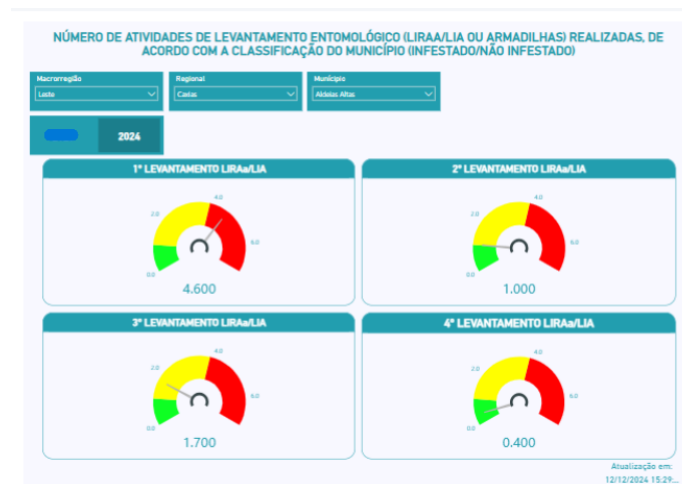 NÚMERO DE ATIVIDADES DE LEVANTAMENTO ENTOMOLÓGICO (LIRAA/LIA OU ARMADILHAS) REALIZADAS, DE
ACORDO COM A CLASSIFICAÇÃO DO MUNICÍPIO (INFESTADO/NÃO INFESTADO)
Macrorregião Regional Município
Leste Caxias Aldeias Altas
2024
1º LEVANTAMENTO LIRAa/LIA 2º LEVANTAMENTO LIRAa/LIA
4.0 4.0
2.0 2.0
6.0 6.0
0.0 0.0
4.600 1.000
3º LEVANTAMENTO LIRAa/LIA 4º LEVANTAMENTO LIRAa/LIA
4.0 4.0
2.0 2.0
6.0 6.0
0.0 0.0
1.700 0.400
Atualização em:
12/12/2024 15:29:...